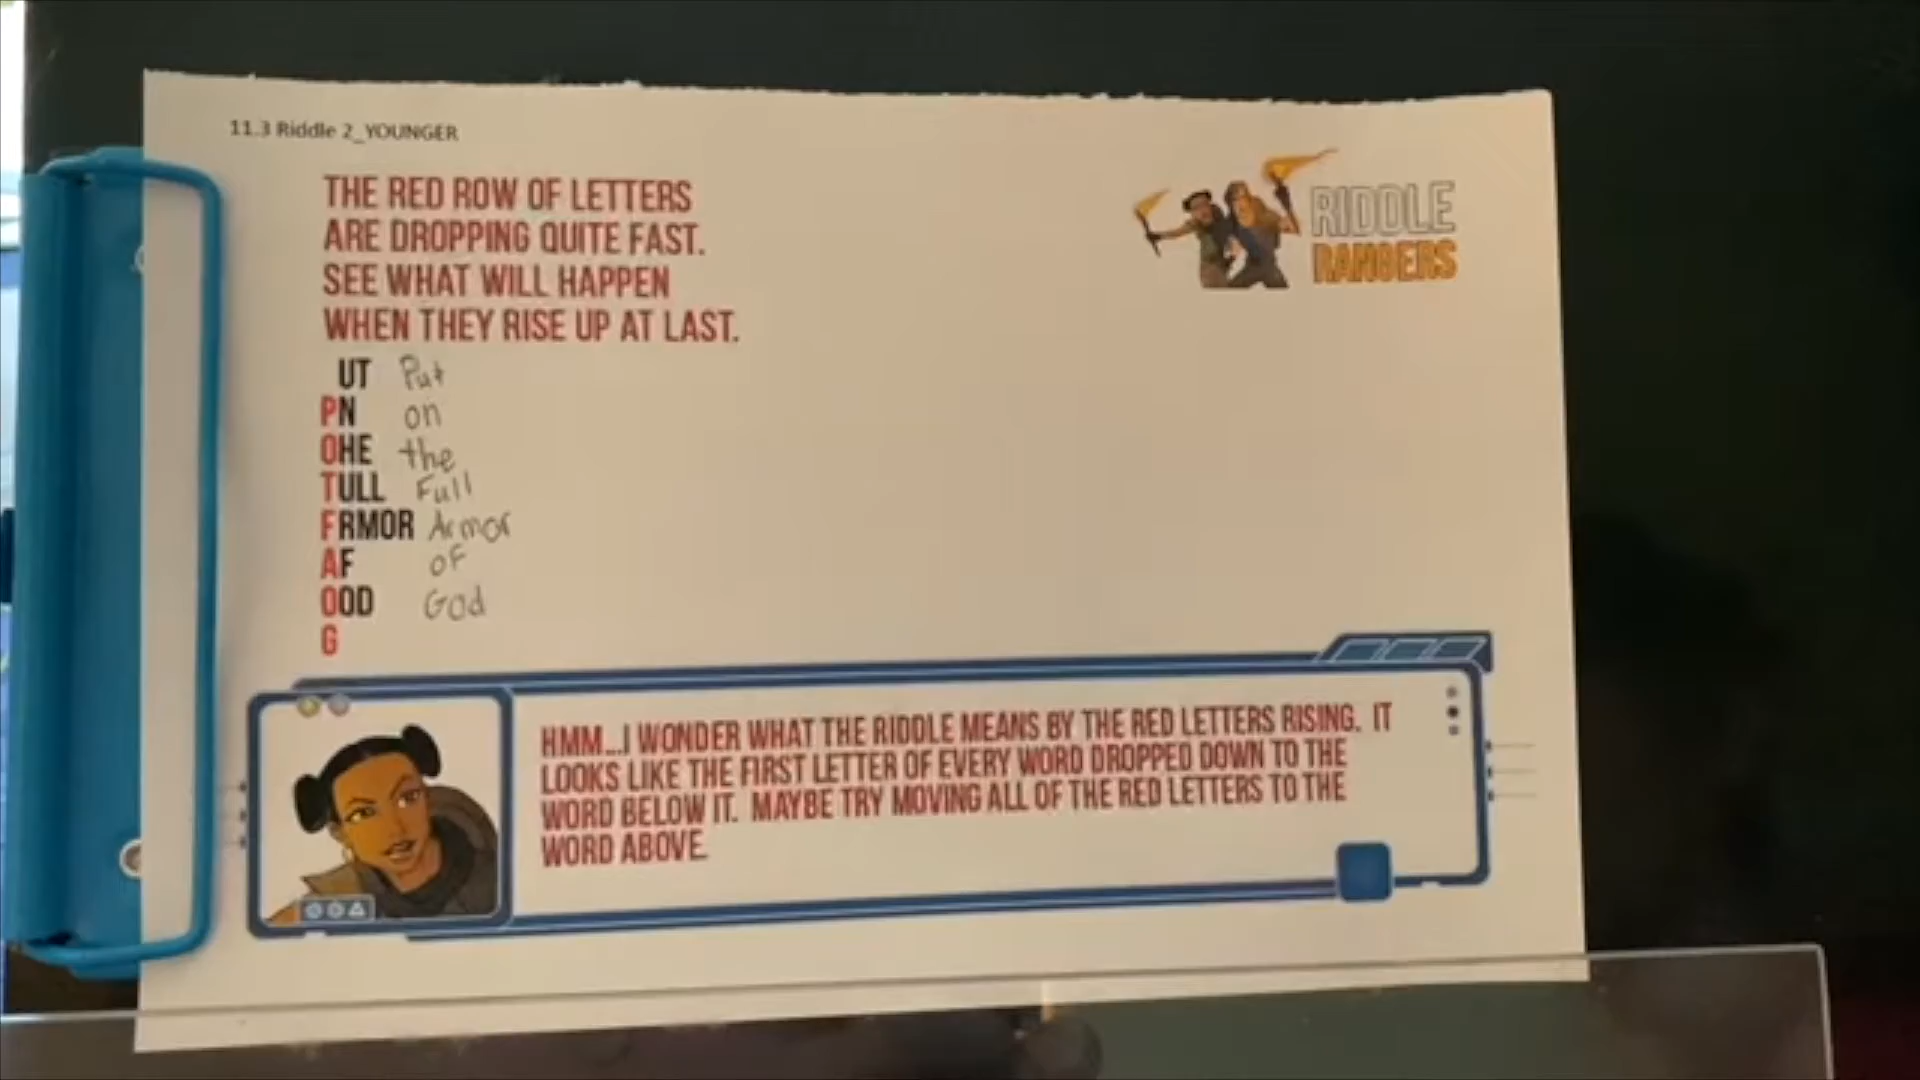 11.3 Riddle 2_YOUNGER
RIDDLE
RANGERS
THE RED ROW OF LETTERS
ARE DROPPING QUITE FAST.
SEE WHAT WILL HAPPEN
WHEN THEY RISE UP AT LAST.
UT Put
PN on
OHE the
TULL Full
FRMOR Armor
AF of
OOD God
G
HMM...I WONDER WHAT THE RIDDLE MEANS BY THE RED LETTERS RISING. IT
LOOKS LIKE THE FIRST LETTER OF EVERY WORD DROPPED DOWN TO THE
WORD BELOW IT. MAYBE TRY MOVING ALL OF THE RED LETTERS TO THE
WORD ABOVE.